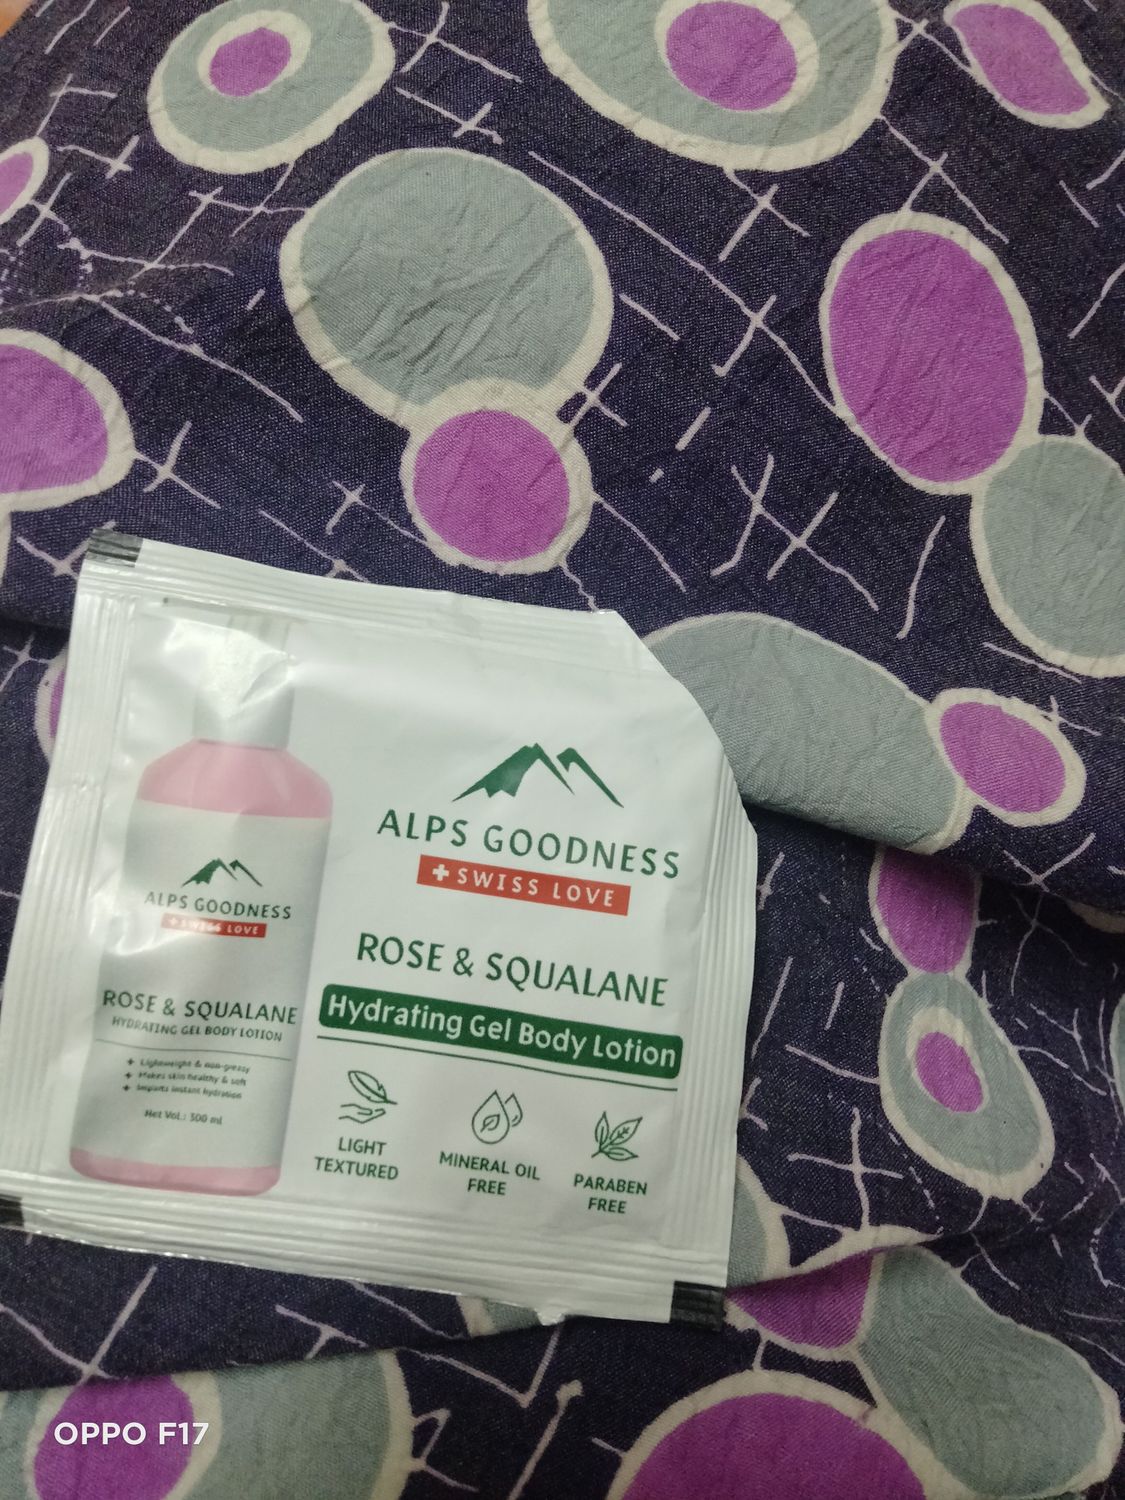 ALPS GOODNESS
SWISS LOVE
ROSE & SQUALANE
Hydrating Gel Body Lotion
LIGHT
TEXTURED
MINERAL OIL
FREE
PARABEN
FREE
ALPS GOODNESS
SWISS LOVE
ROSE & SQUALANE
HYDRATING GEL BODY LOTION
Lightweight & non-greasy
Makes skin healthy & soft
Imparts instant hydration
Net Vol.: 300 ml
OPPO F17